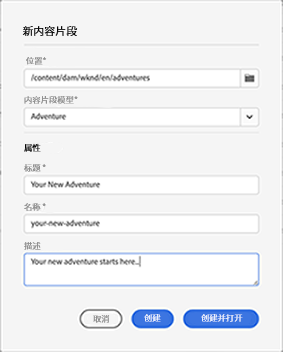 新内容片段
位置*
/content/dam/wknd/en/adventures
内容片段模型*
Adventure
属性
标题*
Your New Adventure
名称*
your-new-adventure
描述
Your new adventure starts here..
取消 创建 创建并打开